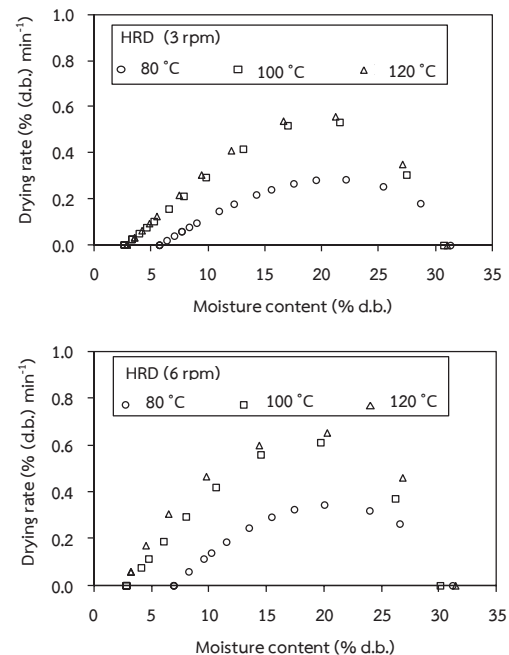 HRD (3 rpm)
80 °C 100 °C 120 °C
Drying rate (% (d.b.) min⁻¹)
1.0
0.8
0.6
0.4
0.2
0.0
0 5 10 15 20 25 30 35
Moisture content (% d.b.)
HRD (6 rpm)
80 °C 100 °C 120 °C
Drying rate (% (d.b.) min⁻¹)
1.0
0.8
0.6
0.4
0.2
0.0
0 5 10 15 20 25 30 35
Moisture content (% d.b.)